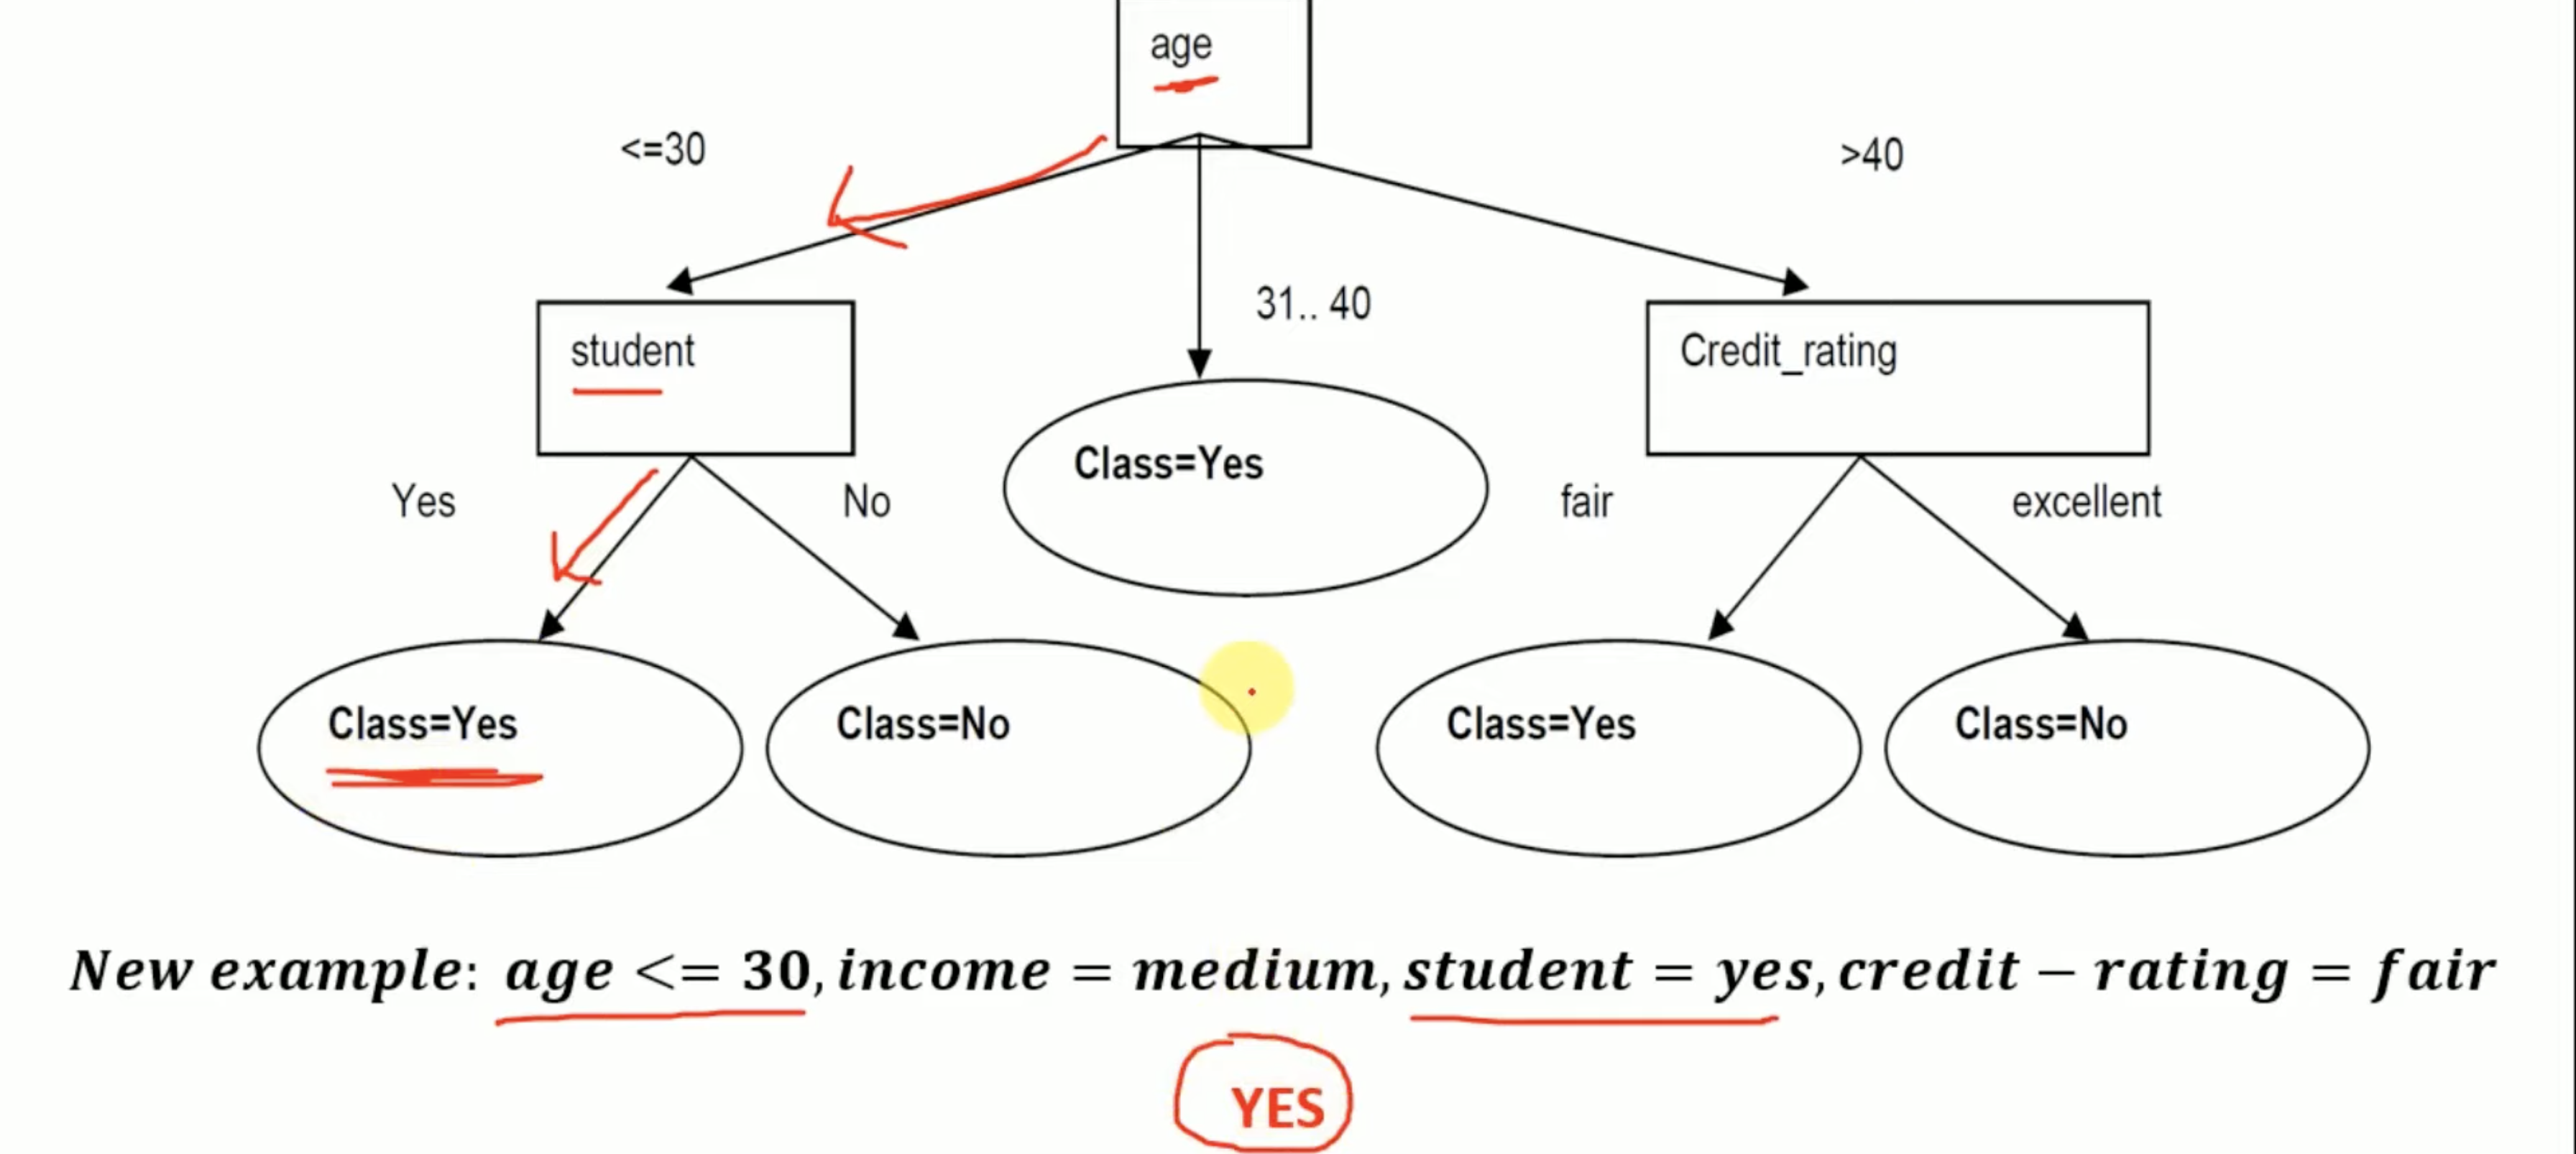 age
<=30
>40
31.. 40
student
Credit_rating
Yes
No
Class=Yes
fair
excellent
Class=Yes
Class=No
Class=Yes
Class=No
New example: age <= 30, income = medium, student = yes, credit − rating = fair
YES